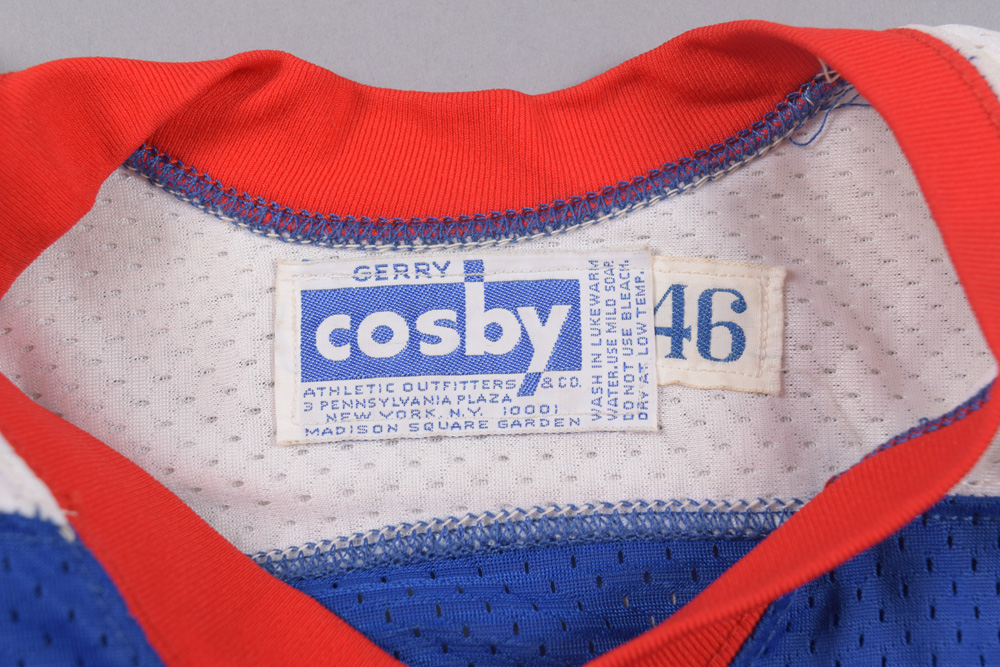 GERRY
cosby
ATHLETIC OUTFITTERS & CO.
3 PENNSYLVANIA PLAZA
NEW YORK, N.Y. 10001
MADISON SQUARE GARDEN
WASH IN LUKEWARM
WATER. USE MILD SOAP.
DO NOT USE BLEACH.
DRY AT LOW TEMP.
46